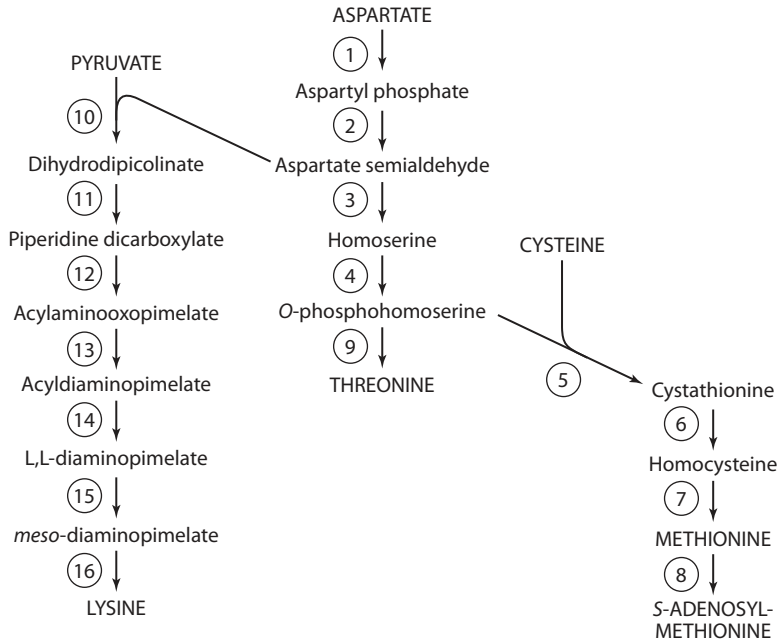 ASPARTATE
1
PYRUVATE
Aspartyl phosphate
10
2
Dihydrodipicolinate
Aspartate semialdehyde
11
3
Piperidine dicarboxylate
Homoserine
CYSTEINE
12
4
Acylaminooxopimelate
O-phosphohomoserine
13
9
5
Acyldiaminopimelate
THREONINE
Cystathionine
14
6
L,L-diaminopimelate
Homocysteine
15
7
meso-diaminopimelate
METHIONINE
16
8
LYSINE
S-ADENOSYL-
METHIONINE